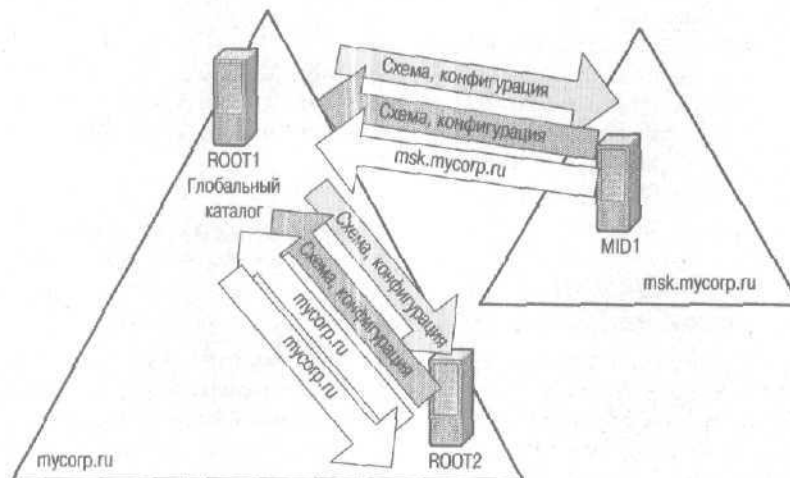 Схема, конфигурация
Схема, конфигурация
msk.mycorp.ru
ROOT1
Глобальный
каталог
MID1
msk.mycorp.ru
Схема, конфигурация
Схема, конфигурация
mycorp.ru
mycorp.ru
ROOT2
mycorp.ru